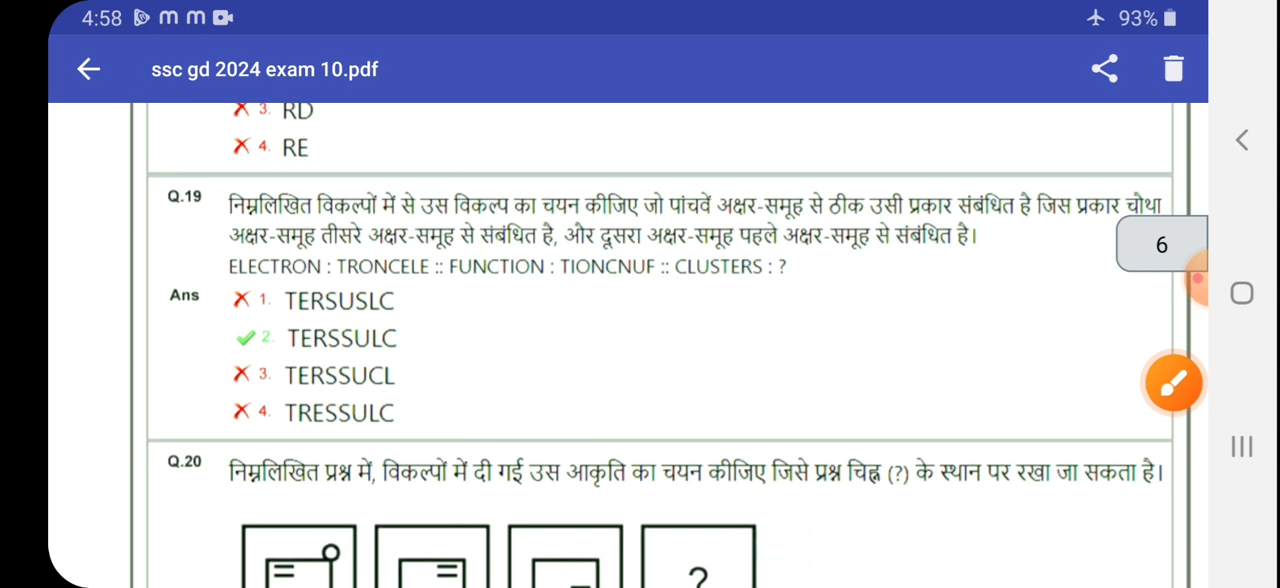 4:58
93%
ssc gd 2024 exam 10.pdf
3. RD
4. RE
Q.19 निम्नलिखित विकल्पों में से उस विकल्प का चयन कीजिए जो पांचवें अक्षर-समूह से ठीक उसी प्रकार संबंधित है जिस प्रकार चौथा
अक्षर-समूह तीसरे अक्षर-समूह से संबंधित है, और दूसरा अक्षर-समूह पहले अक्षर-समूह से संबंधित है।
6
ELECTRON : TRONCELE :: FUNCTION : TIONCNUF :: CLUSTERS : ?
Ans 1. TERSUSLC
2. TERSSULC
3. TERSSUCL
4. TRESSULC
Q.20 निम्नलिखित प्रश्न में, विकल्पों में दी गई उस आकृति का चयन कीजिए जिसे प्रश्न चिह्न (?) के स्थान पर रखा जा सकता है।
?